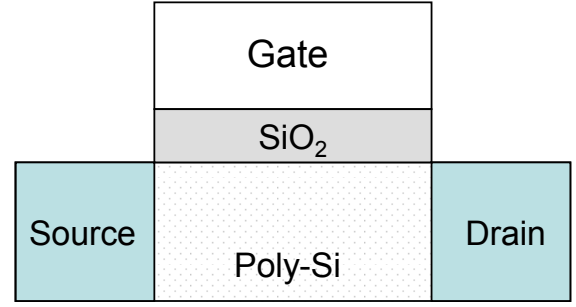 Gate
SiO₂
Source
Poly-Si
Drain